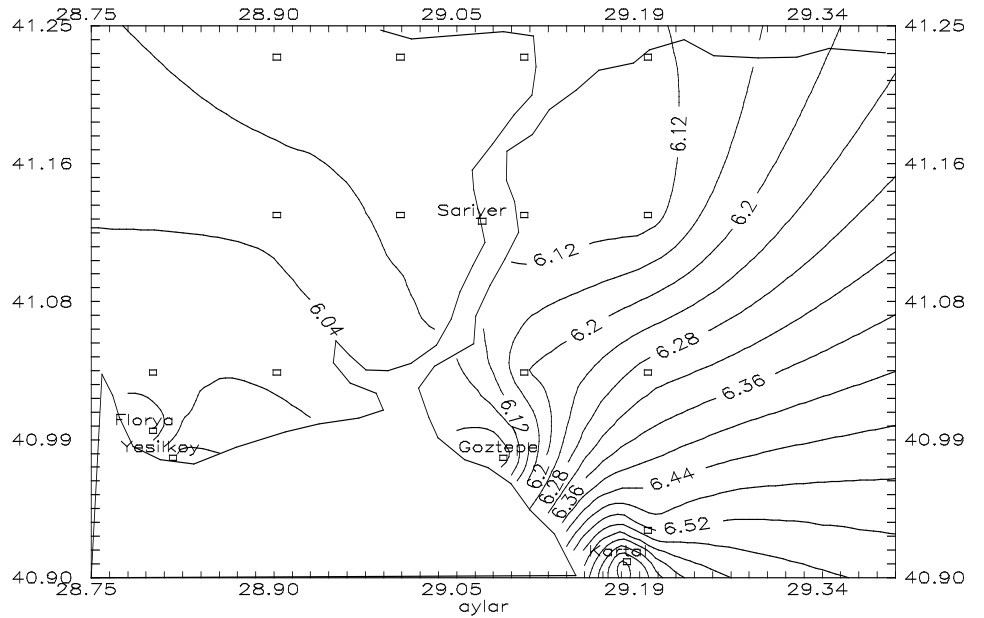 28.75 28.90 29.05 29.19 29.34
41.25 41.25
6.12
41.16 41.16
Sariyer 6.2
6.12
41.08 41.08
6.04 6.2
6.28
6.36
Florya 6.12
40.99 40.99
Yesilkoy Goztepe
6.2 6.28 6.44
6.36
6.52
Kartal
40.90 40.90
28.75 28.90 29.05 29.19 29.34
aylar